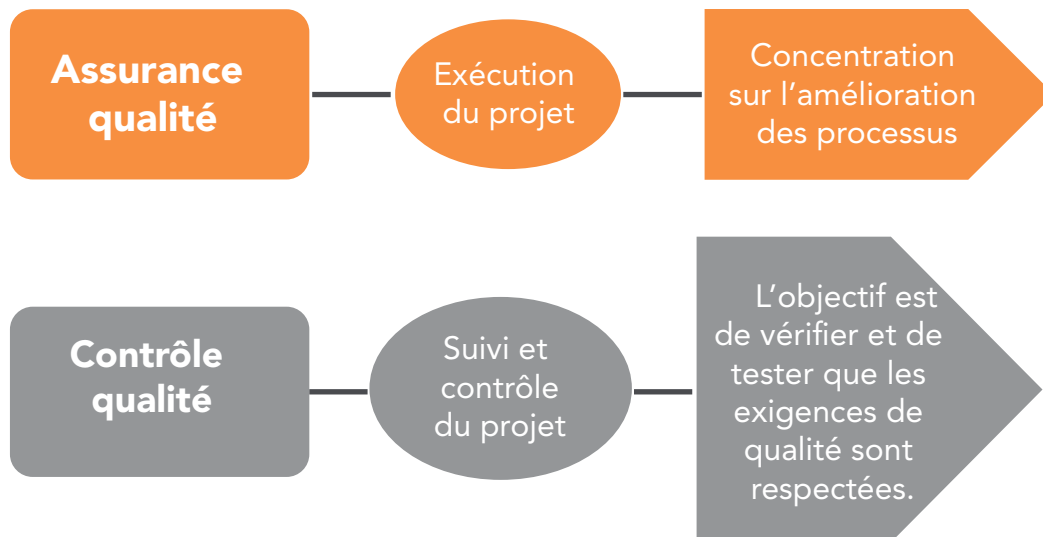 Assurance
qualité
Exécution
du projet
Concentration
sur l’amélioration
des processus
Contrôle
qualité
Suivi et
contrôle
du projet
L’objectif est
de vérifier et de
tester que les
exigences de
qualité sont
respectées.